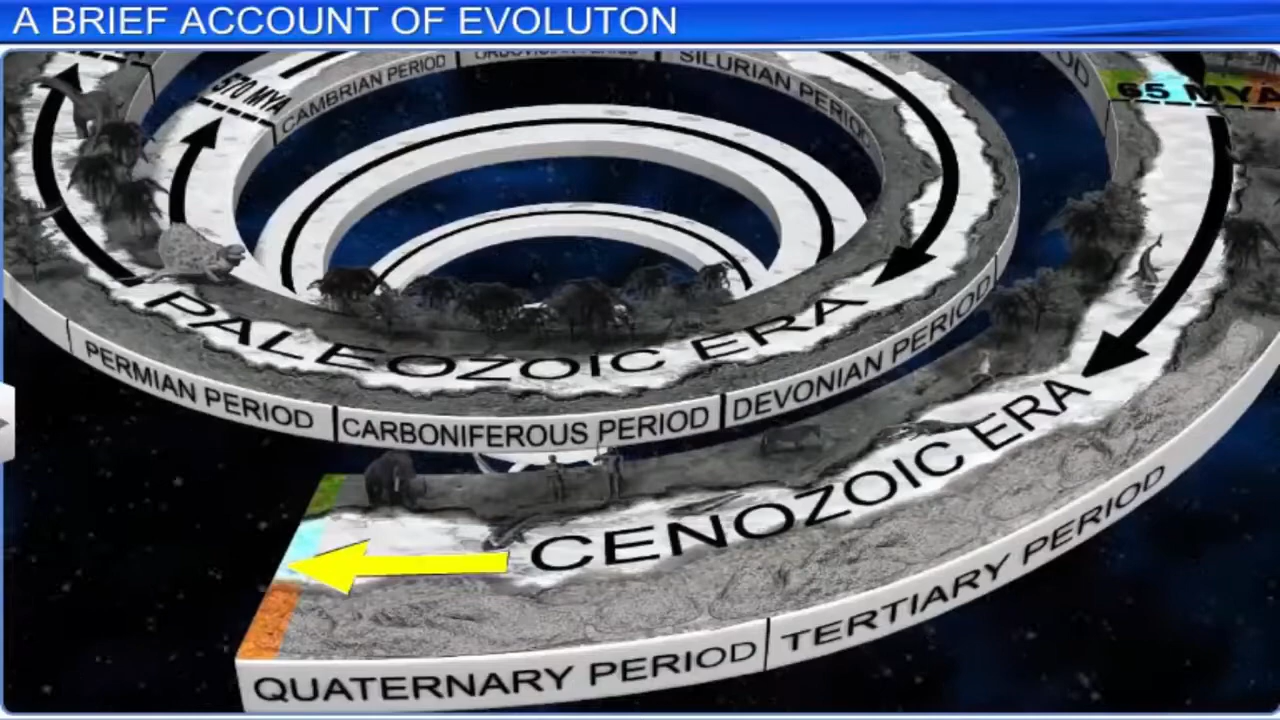 A BRIEF ACCOUNT OF EVOLUTON
570 MYA
CAMBRIAN PERIOD
SILURIAN PERIOD
65 MYA
PALEOZOIC ERA
PERMIAN PERIOD
CARBONIFEROUS PERIOD
DEVONIAN PERIOD
CENOZOIC ERA
QUATERNARY PERIOD
TERTIARY PERIOD